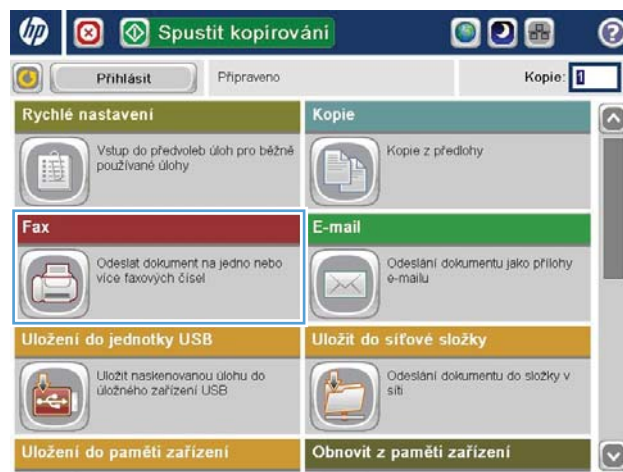 hp
Spustit kopírování
?
Přihlásit
Připraveno
Kopie: 1
Rychlé nastavení
Vstup do předvoleb úloh pro běžně
používané úlohy
Kopie
Kopie z předlohy
Fax
Odeslat dokument na jedno nebo
více faxových čísel
E-mail
Odeslání dokumentu jako přílohy
e-mailu
Uložení do jednotky USB
Uložit naskenovanou úlohu do
úložného zařízení USB
Uložit do síťové složky
Odeslání dokumentu do složky v
síti
Uložení do paměti zařízení
Obnovit z paměti zařízení